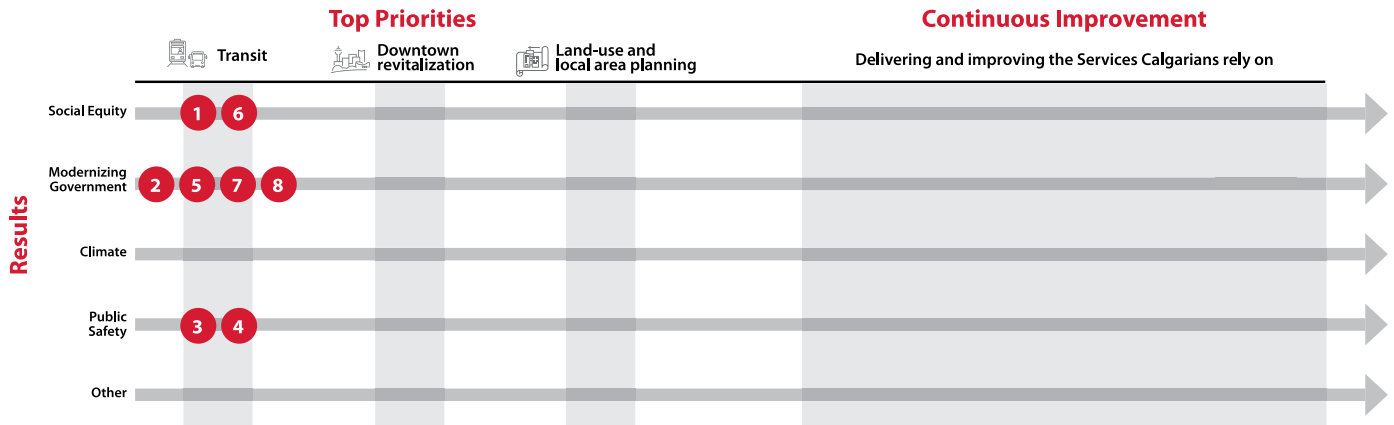 Top Priorities
Continuous Improvement
Transit
Downtown
revitalization
Land-use and
local area planning
Delivering and improving the Services Calgarians rely on
Results
Social Equity
1 6
Modernizing
Government
2 5 7 8
Climate
Public
Safety
3 4
Other